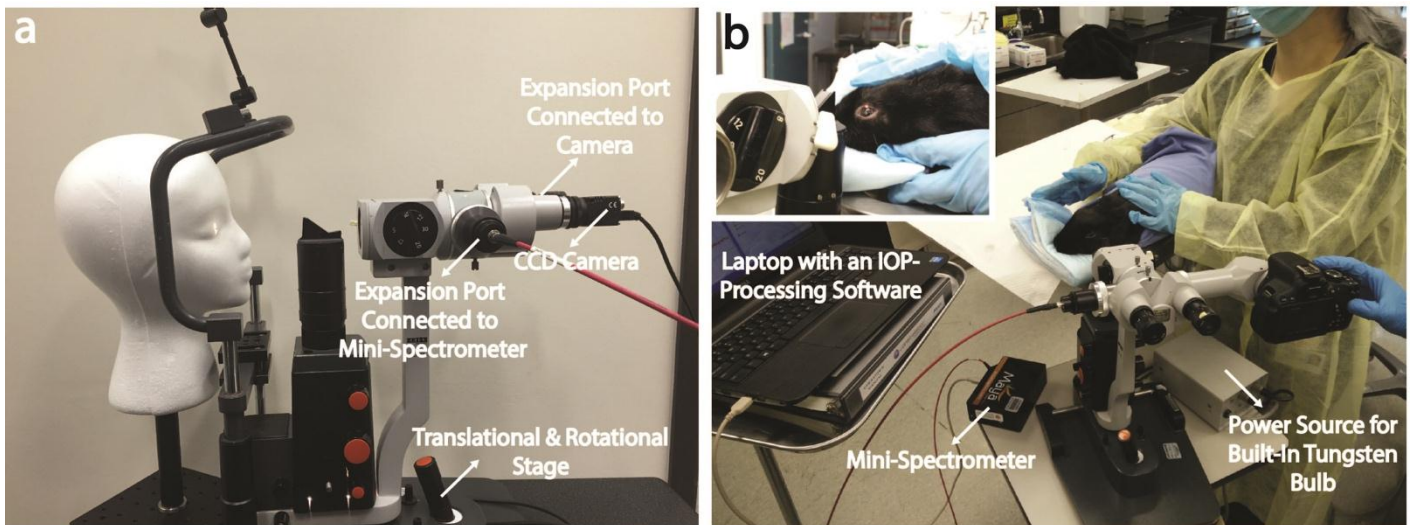 a
Expansion Port
Connected to
Camera
CCD Camera
Expansion Port
Connected to
Mini-Spectrometer
Translational & Rotational
Stage
b
12
20
Laptop with an IOP-
Processing Software
Maya
Mini-Spectrometer
Power Source for
Built-In Tungsten
Bulb